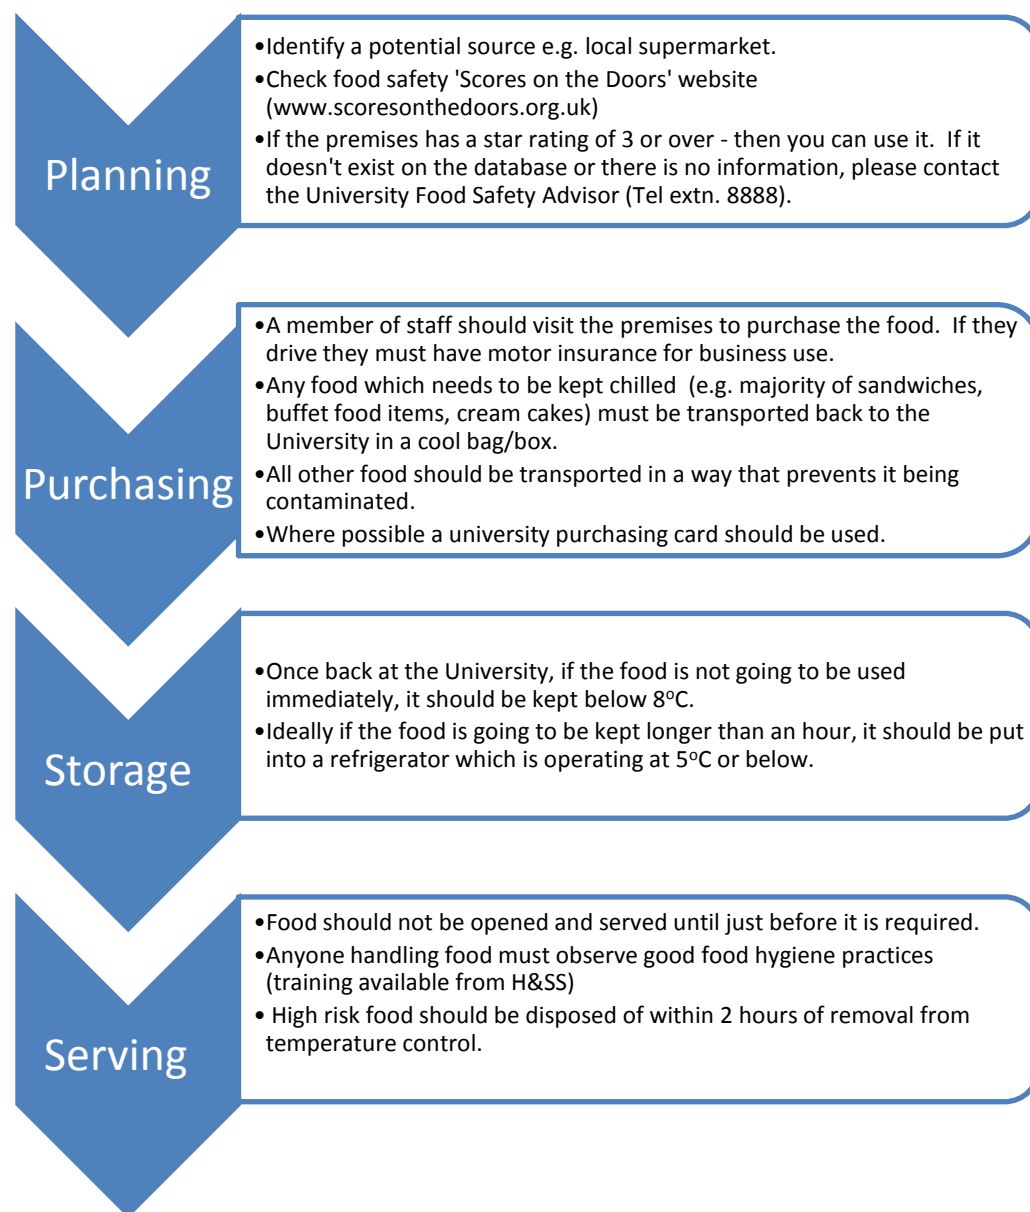 Planning
•Identify a potential source e.g. local supermarket.
•Check food safety 'Scores on the Doors' website
(www.scoresonthedoors.org.uk)
•If the premises has a star rating of 3 or over - then you can use it.  If it
doesn't exist on the database or there is no information, please contact
the University Food Safety Advisor (Tel extn. 8888).
Purchasing
•A member of staff should visit the premises to purchase the food.  If they
drive they must have motor insurance for business use.
•Any food which needs to be kept chilled  (e.g. majority of sandwiches,
buffet food items, cream cakes) must be transported back to the
University in a cool bag/box.
•All other food should be transported in a way that prevents it being
contaminated.
•Where possible a university purchasing card should be used.
Storage
•Once back at the University, if the food is not going to be used
immediately, it should be kept below 8ºC.
•Ideally if the food is going to be kept longer than an hour, it should be put
into a refrigerator which is operating at 5ºC or below.
Serving
•Food should not be opened and served until just before it is required.
•Anyone handling food must observe good food hygiene practices
(training available from H&SS)
• High risk food should be disposed of within 2 hours of removal from
temperature control.